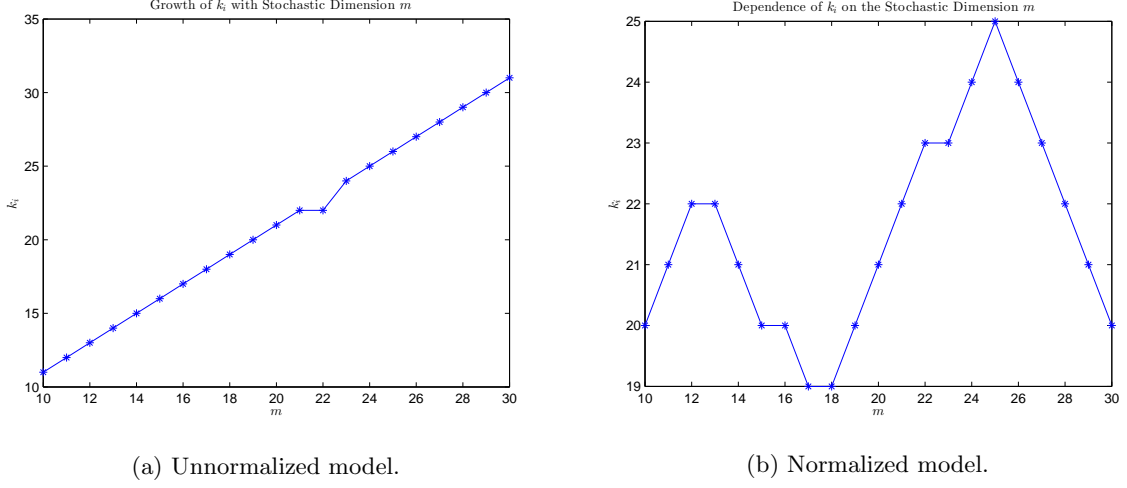 Growth of k_i with Stochastic Dimension m
35
30
25
20
15
10
k_i
10 12 14 16 18 20 22 24 26 28 30
m
(a) Unnormalized model.
Dependence of k_i on the Stochastic Dimension m
25
24
23
22
21
20
19
k_i
10 12 14 16 18 20 22 24 26 28 30
m
(b) Normalized model.